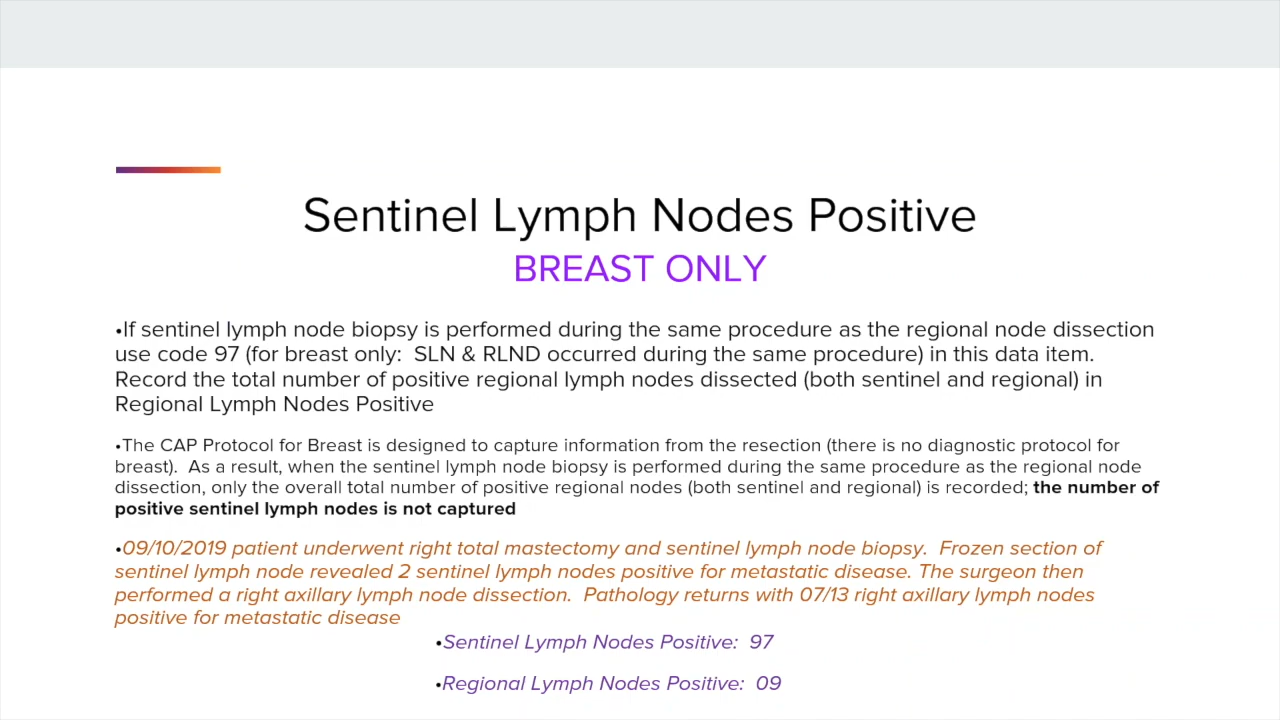 Sentinel Lymph Nodes Positive
BREAST ONLY
•If sentinel lymph node biopsy is performed during the same procedure as the regional node dissection
use code 97 (for breast only:  SLN & RLND occurred during the same procedure) in this data item.
Record the total number of positive regional lymph nodes dissected (both sentinel and regional) in
Regional Lymph Nodes Positive
•The CAP Protocol for Breast is designed to capture information from the resection (there is no diagnostic protocol for
breast).  As a result, when the sentinel lymph node biopsy is performed during the same procedure as the regional node
dissection, only the overall total number of positive regional nodes (both sentinel and regional) is recorded; the number of
positive sentinel lymph nodes is not captured
•09/10/2019 patient underwent right total mastectomy and sentinel lymph node biopsy.  Frozen section of
sentinel lymph node revealed 2 sentinel lymph nodes positive for metastatic disease. The surgeon then
performed a right axillary lymph node dissection.  Pathology returns with 07/13 right axillary lymph nodes
positive for metastatic disease
•Sentinel Lymph Nodes Positive:  97
•Regional Lymph Nodes Positive:  09